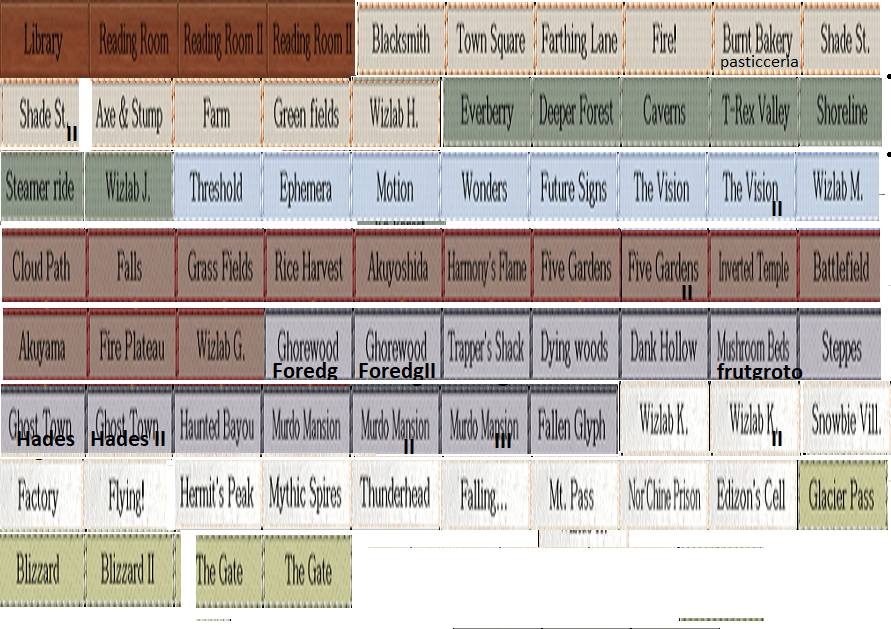 Library Reading Room Reading Room II Reading Room II Blacksmith Town Square Farthing Lane Fire! Burnt Bakery Shade St.
pasticceria
Shade St. Axe & Stump Farm Green fields Wizlab H. Everberry Deeper Forest Caverns T-Rex Valley Shoreline
II
Steamer ride Wizlab J. Threshold Ephemera Motion Wonders Future Signs The Vision The Vision Wizlab M.
II
Cloud Path Falls Grass Fields Rice Harvest Akuyoshida Harmony's Flame Five Gardens Five Gardens Inverted Temple Battlefield
II
Akuyama Fire Plateau Wizlab G. Ghorewood Ghorewood Trapper's Shack Dying woods Dank Hollow Mushroom Beds Steppes
Foredg ForedgII frutgroto
Ghost Town Ghost Town Haunted Bayou Murdo Mansion Murdo Mansion Murdo Mansion Fallen Glyph Wizlab K. Wizlab K. Snowbie Vill.
Hades Hades II II III II
Factory Flying! Hermit's Peak Mythic Spires Thunderhead Falling... Mt. Pass Nor'Chine Prison Edizon's Cell Glacier Pass
Blizzard Blizzard II The Gate The Gate